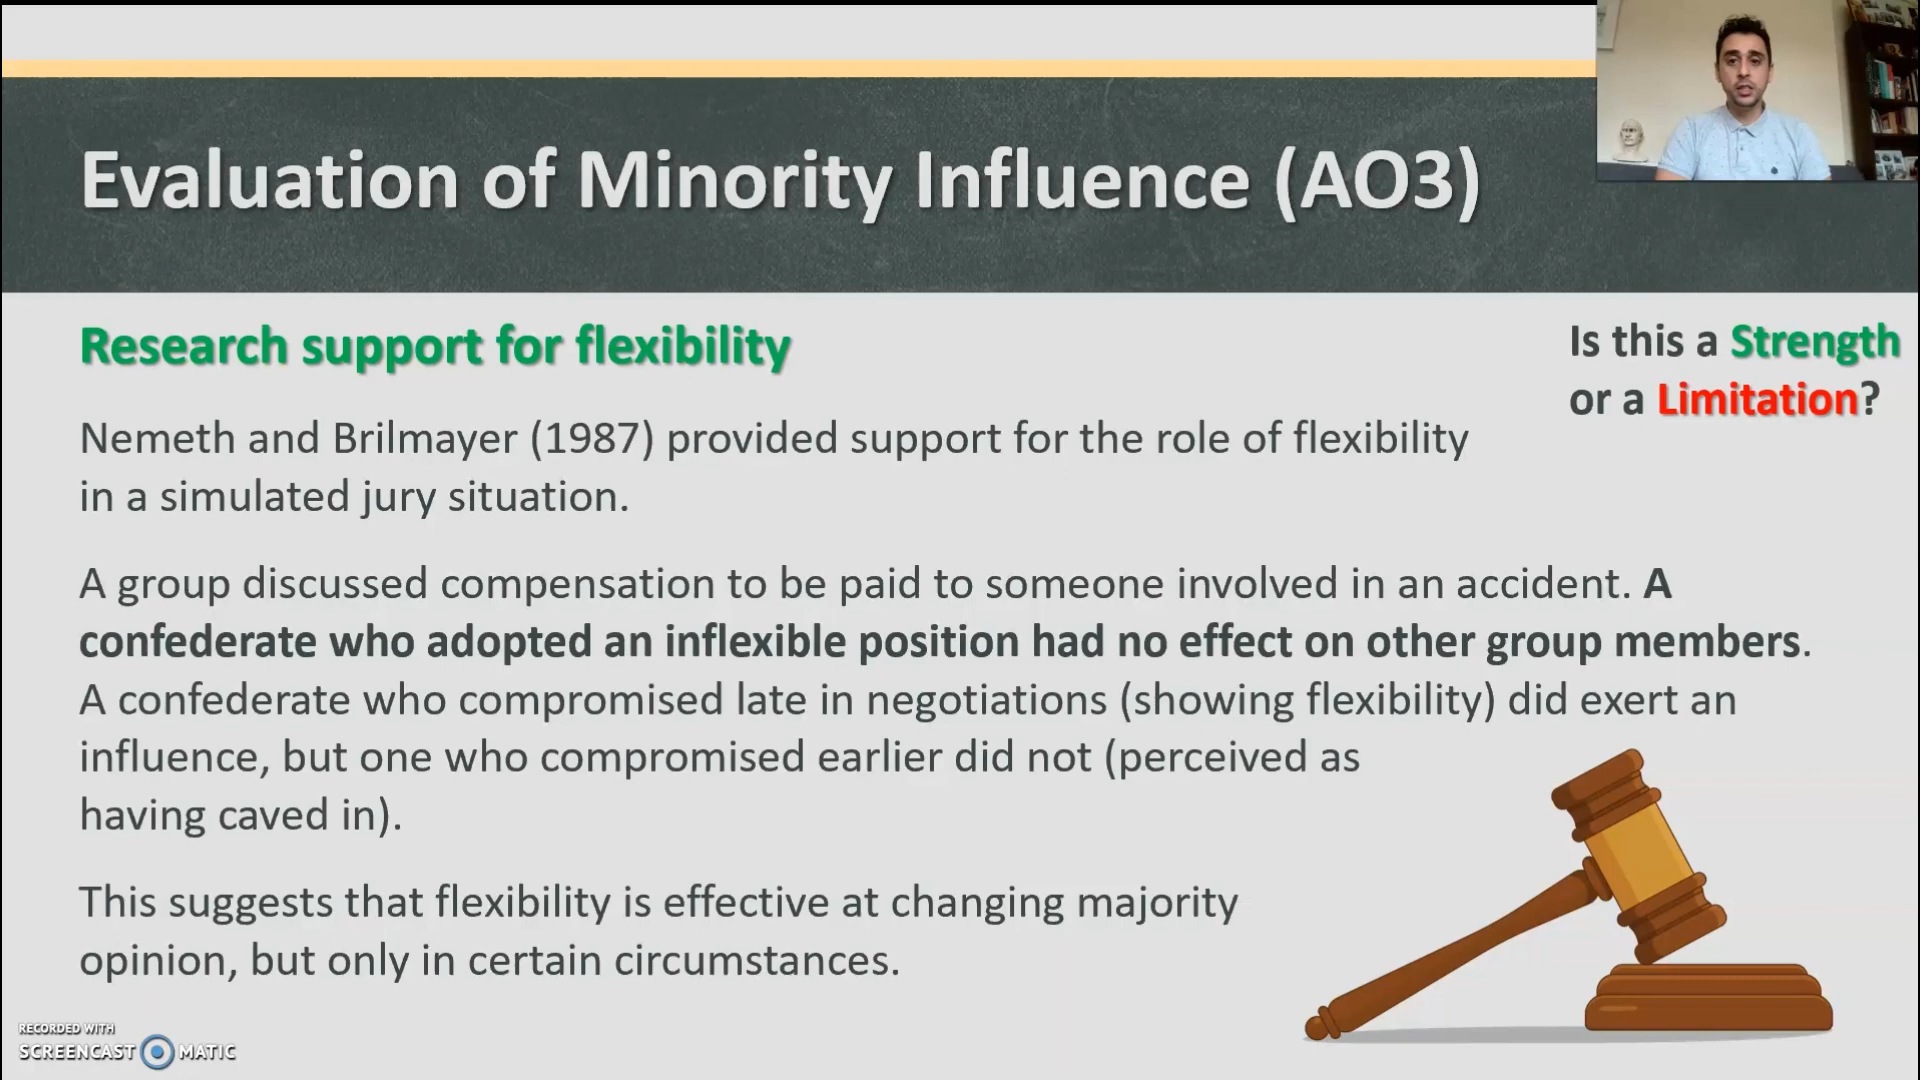 Evaluation of Minority Influence (AO3)
Research support for flexibility
Is this a Strength
or a Limitation?
Nemeth and Brilmayer (1987) provided support for the role of flexibility
in a simulated jury situation.
A group discussed compensation to be paid to someone involved in an accident. A
confederate who adopted an inflexible position had no effect on other group members.
A confederate who compromised late in negotiations (showing flexibility) did exert an
influence, but one who compromised earlier did not (perceived as
having caved in).
This suggests that flexibility is effective at changing majority
opinion, but only in certain circumstances.
RECORDED WITH
SCREENCAST MATIC